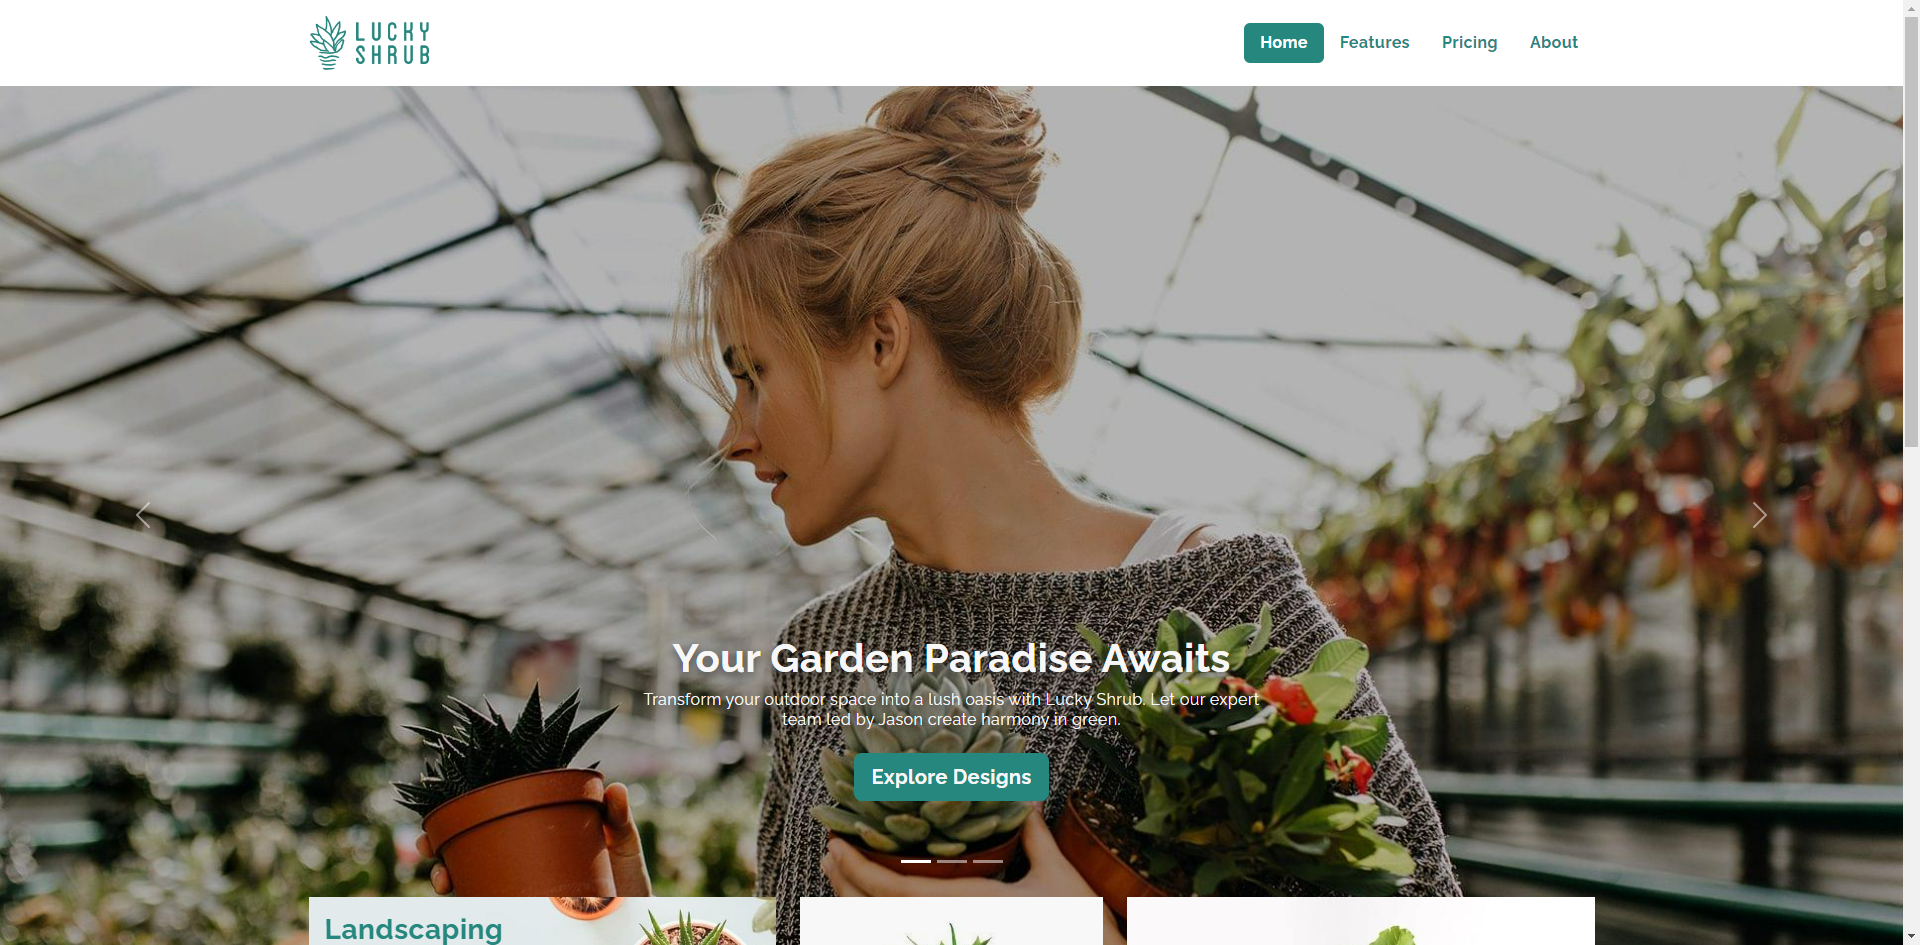 LUCKY
SHRUB
Home Features Pricing About
Your Garden Paradise Awaits
Transform your outdoor space into a lush oasis with Lucky Shrub. Let our expert
team led by Jason create harmony in green.
Explore Designs
Landscaping